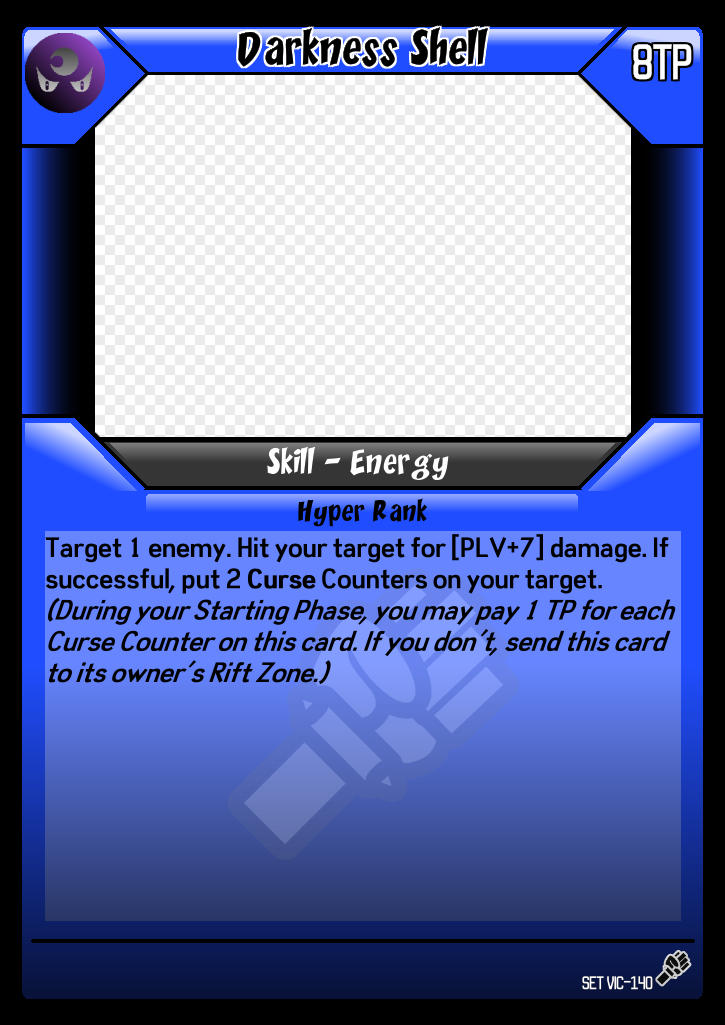 Darkness Shell
8TP
Skill - Energy
Hyper Rank
Target 1 enemy. Hit your target for [PLV+7] damage. If
successful, put 2 Curse Counters on your target.
(During your Starting Phase, you may pay 1 TP for each
Curse Counter on this card. If you don't, send this card
to its owner's Rift Zone.)
SET VIC-140